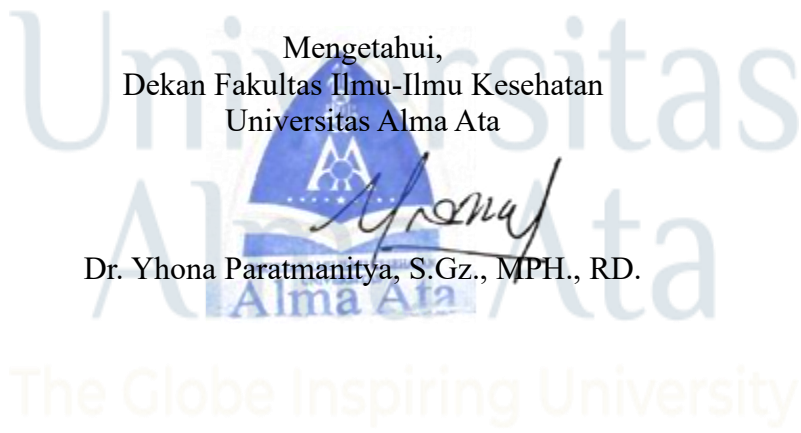 Universitas
Mengetahui,
Dekan Fakultas Ilmu-Ilmu Kesehatan
Universitas Alma Ata
Alma Ata
Dr. Yhona Paratmanitya, S.Gz., MPH., RD.
Alma Ata
The Globe Inspiring University